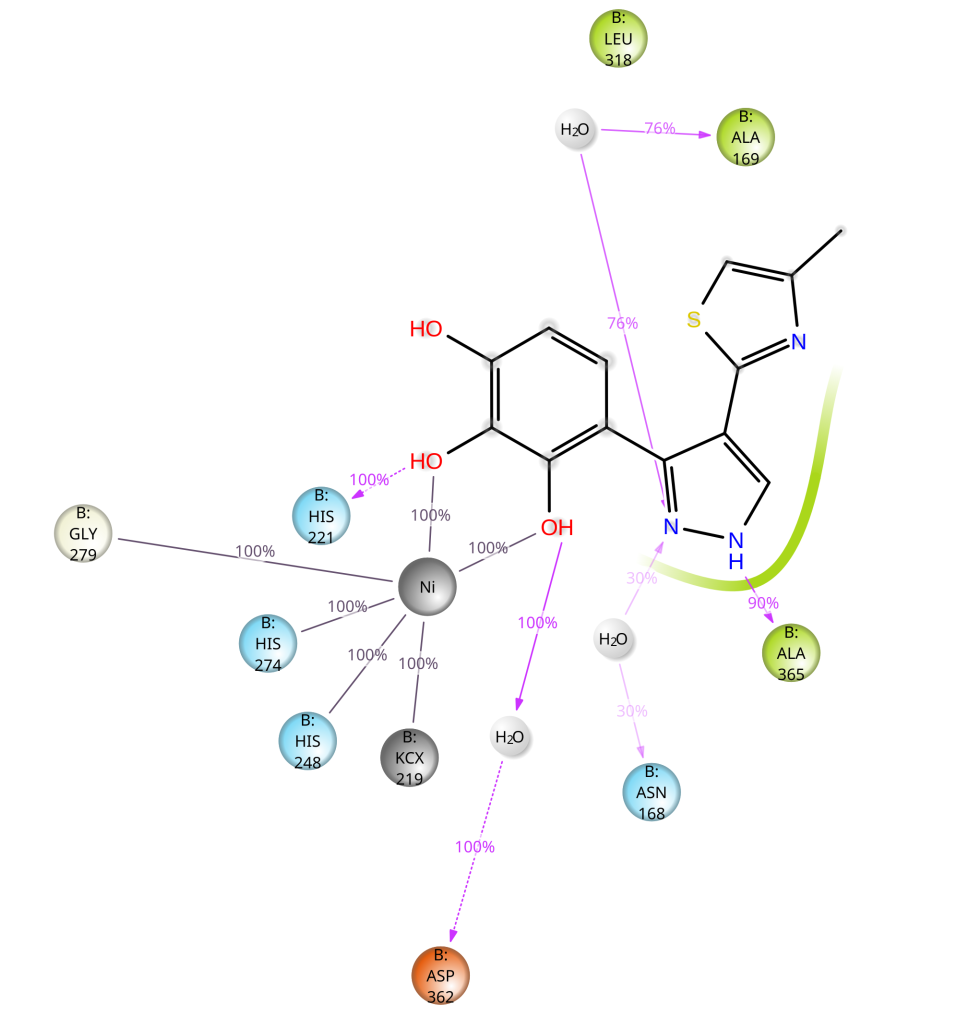 B:
LEU
318
H2O
76%
B:
ALA
169
76%
HO
S
N
HO
100%
B:
HIS
221
100%
B:
GLY
279
100%
100%
OH
N
N
H
Ni
30%
90%
100%
B:
HIS
274
100%
H2O
B:
ALA
365
100%
100%
B:
HIS
248
B:
KCX
219
H2O
30%
B:
ASN
168
100%
B:
ASP
362